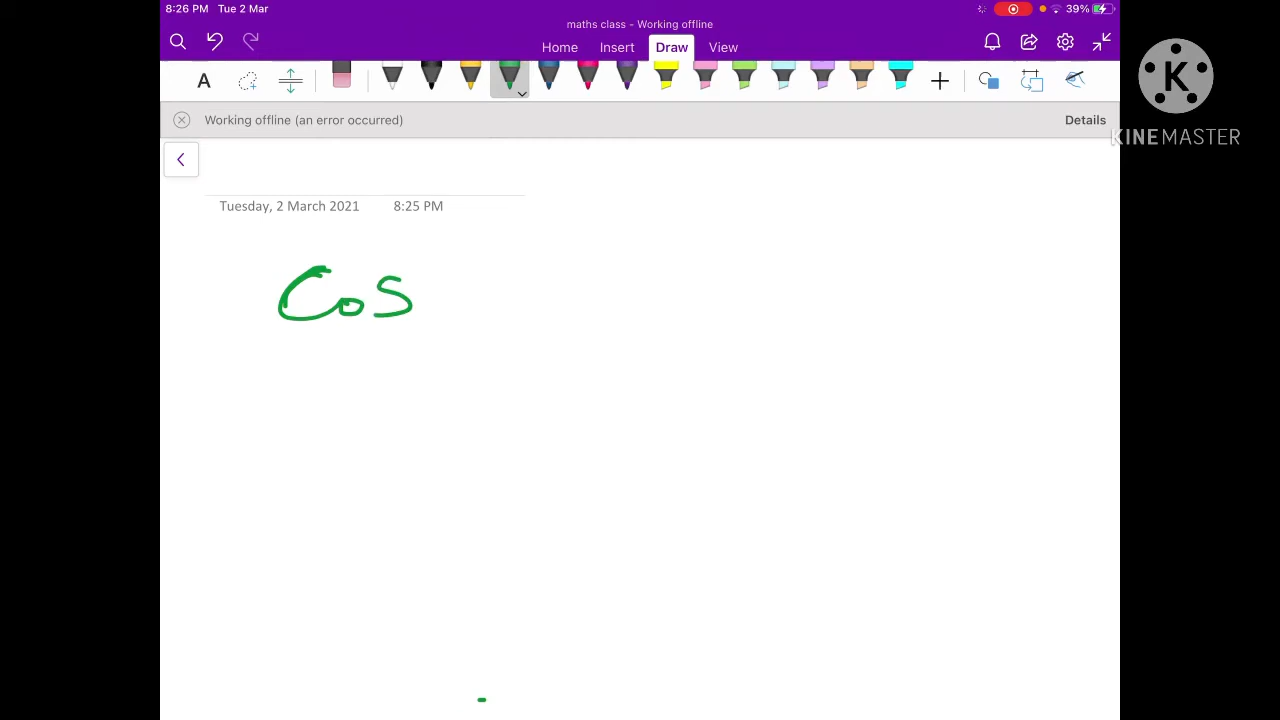 8:26 PM Tue 2 Mar 39%
maths class - Working offline
Home Insert Draw View
A
Working offline (an error occurred) Details
K
KINEMASTER
Tuesday, 2 March 2021 8:25 PM
Cos